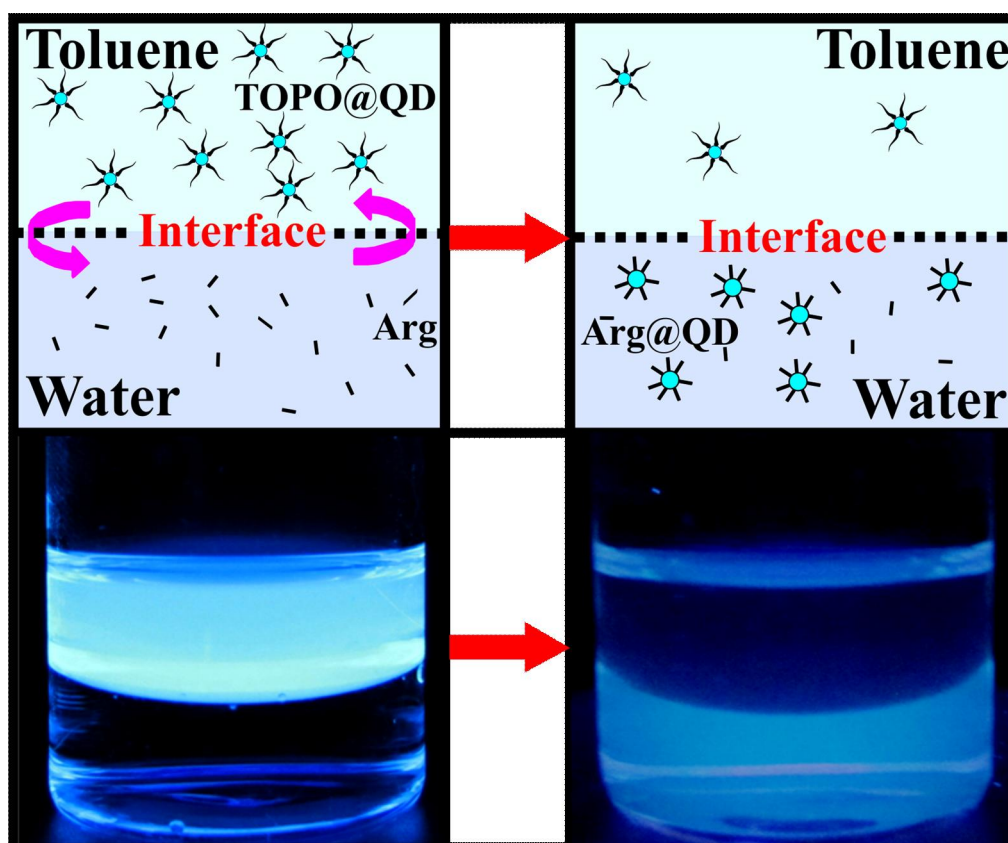 Toluene
TOPO@QD
Interface
Arg
Water
Toluene
Interface
Arg@QD
Water